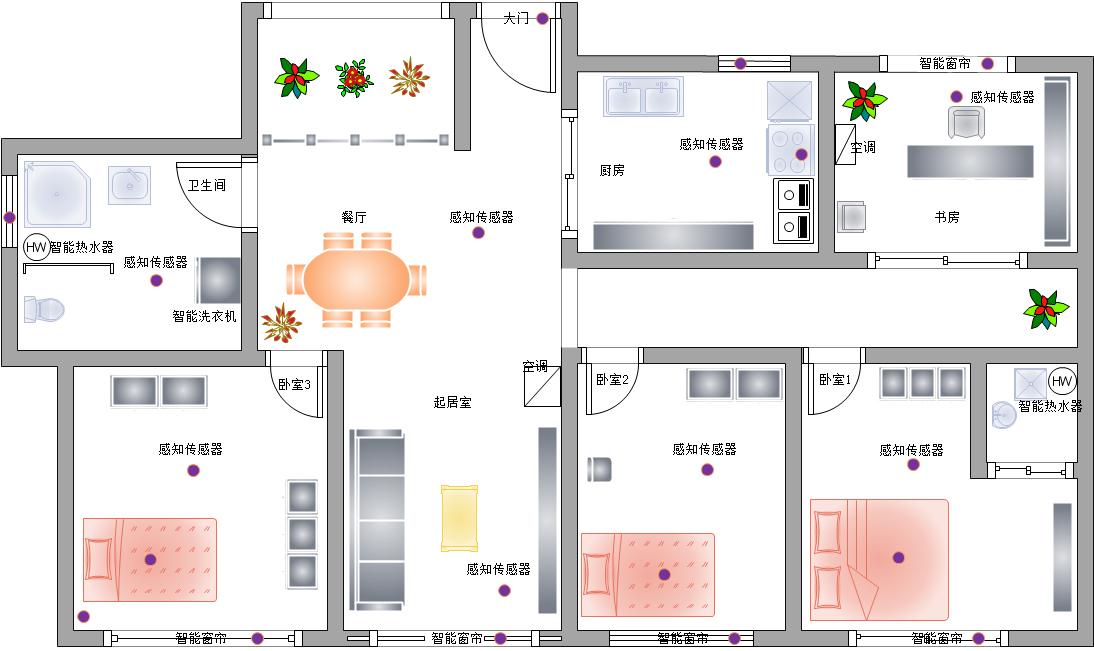 大门
智能窗帘
感知传感器
感知传感器
空调
厨房
卫生间
餐厅
感知传感器
书房
HW
智能热水器
感知传感器
智能洗衣机
空调
卧室3
卧室2
卧室1
HW
智能热水器
起居室
感知传感器
感知传感器
感知传感器
感知传感器
智能窗帘
智能窗帘
智能窗帘
智能窗帘